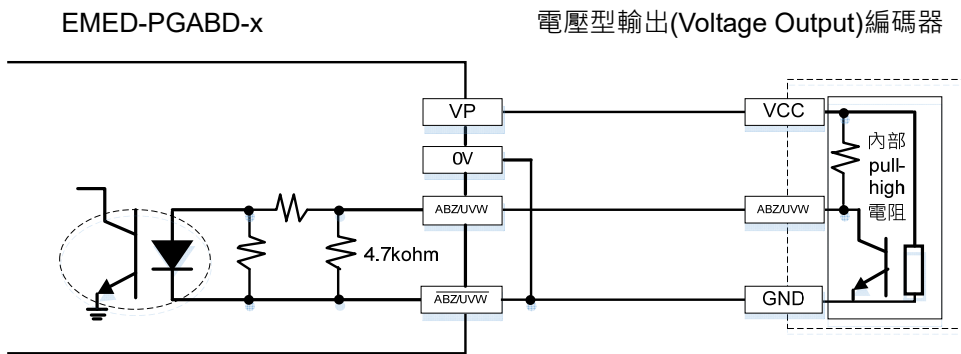 EMED-PGABD-x
電壓型輸出(Voltage Output)編碼器
VP
VCC
0V
內部
pull-
high
電阻
ABZ/UVW
ABZ/UVW
4.7kohm
ABZ/UVW
GND